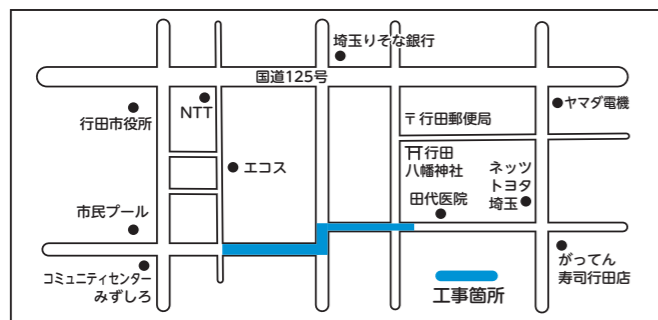 埼玉りそな銀行
国道125号
ヤマダ電機
NTT
行田市役所
〒行田郵便局
エコス
行田
八幡神社
ネッツ
トヨタ
埼玉
田代医院
市民プール
コミュニティセンター
みずしろ
がってん
寿司行田店
工事箇所